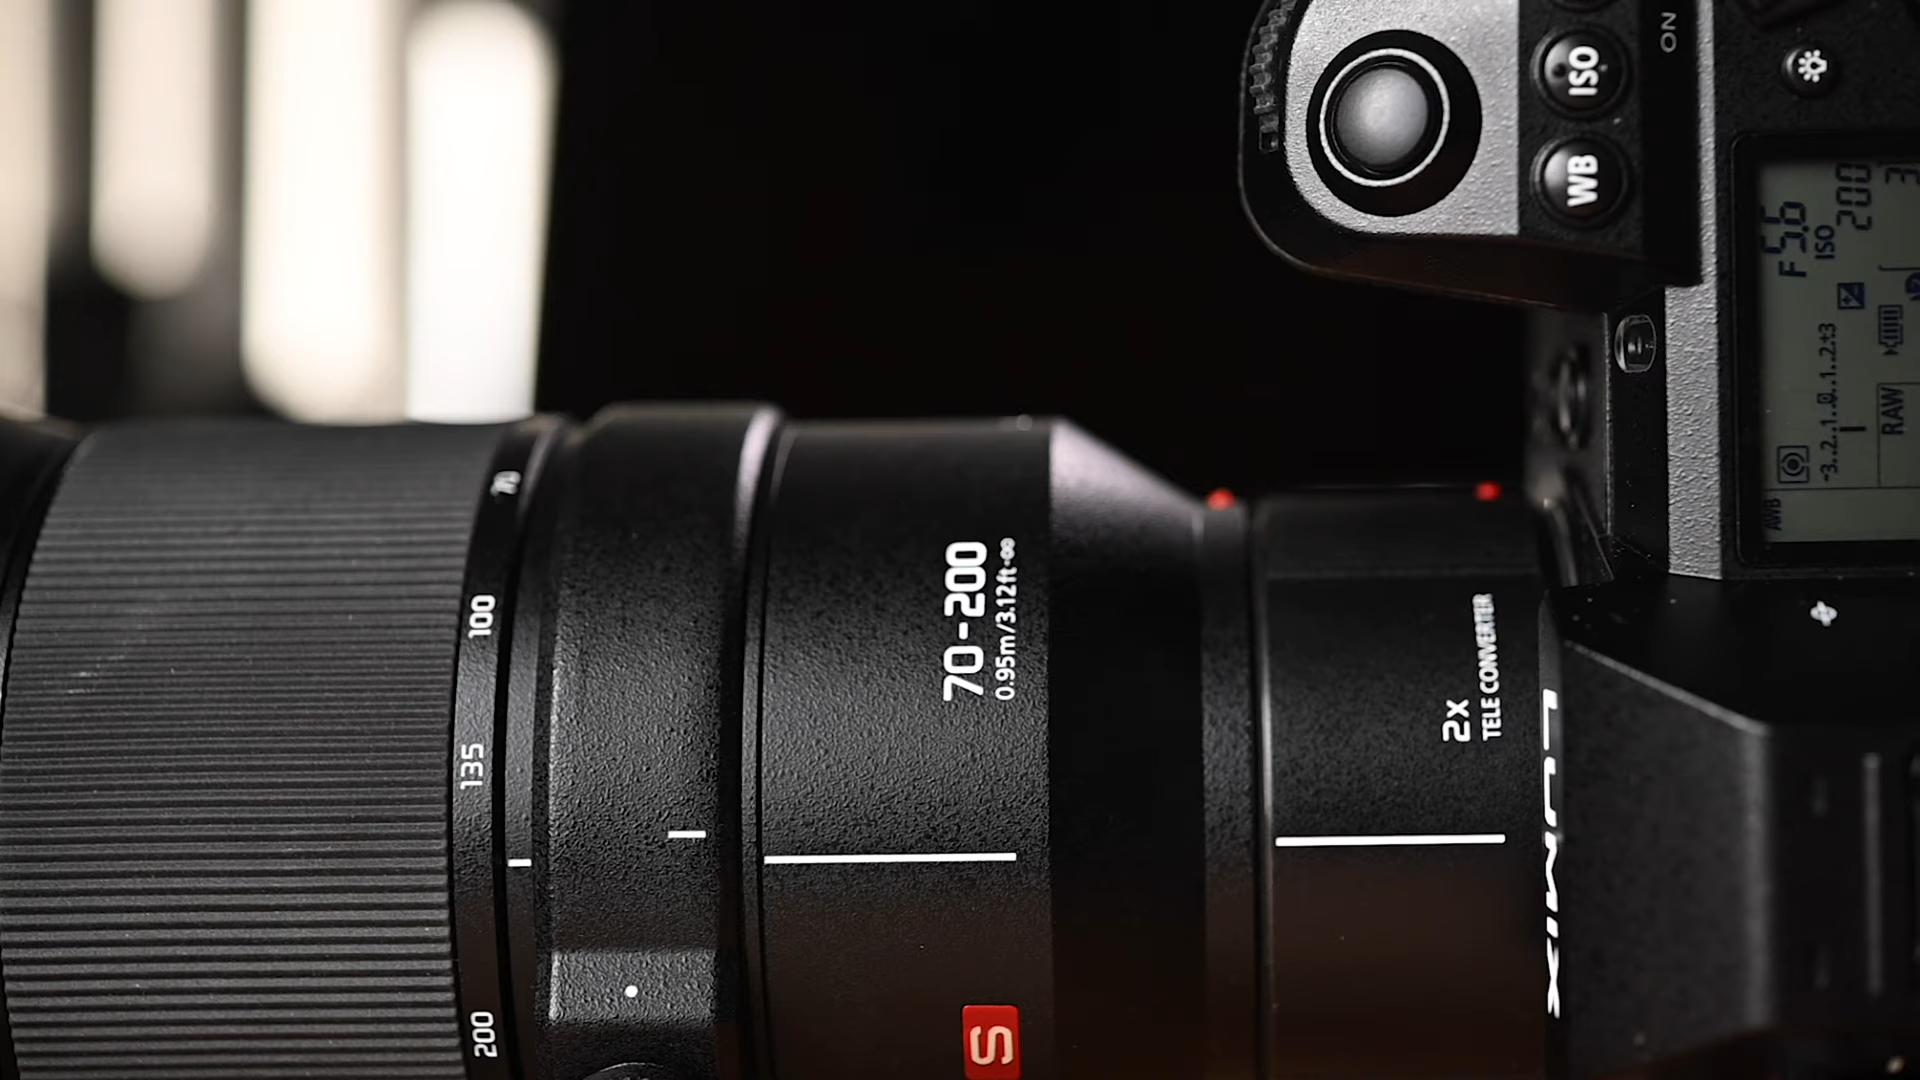 70
100
135
200
70-200
0.95m/3.12ft-∞
S
2x
TELE CONVERTER
LUMIX
ISO
WB
ON
F5.6
ISO
200
-3..2..1..0..1..2..+3
RAW
AWB